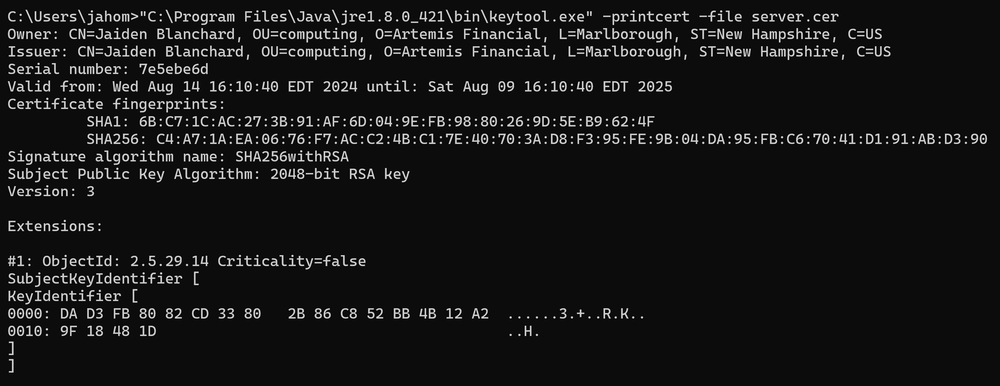 C:\Users\jahom>"C:\Program Files\Java\jre1.8.0_421\bin\keytool.exe" -printcert -file server.cer
Owner: CN=Jaiden Blanchard, OU=computing, O=Artemis Financial, L=Marlborough, ST=New Hampshire, C=US
Issuer: CN=Jaiden Blanchard, OU=computing, O=Artemis Financial, L=Marlborough, ST=New Hampshire, C=US
Serial number: 7e5ebe6d
Valid from: Wed Aug 14 16:10:40 EDT 2024 until: Sat Aug 09 16:10:40 EDT 2025
Certificate fingerprints:
         SHA1: 6B:C7:1C:AC:27:3B:91:AF:6D:04:9E:FB:98:80:26:9D:5E:B9:62:4F
         SHA256: C4:A7:1A:EA:06:76:F7:AC:C2:4B:C1:7E:40:70:3A:D8:F3:95:FE:9B:04:DA:95:FB:C6:70:41:D1:91:AB:D3:90
Signature algorithm name: SHA256withRSA
Subject Public Key Algorithm: 2048-bit RSA key
Version: 3

Extensions:

#1: ObjectId: 2.5.29.14 Criticality=false
SubjectKeyIdentifier [
KeyIdentifier [
0000: DA D3 FB 80 82 CD 33 80   2B 86 C8 52 BB 4B 12 A2  ......3.+..R.K..
0010: 9F 18 48 1D                                        ..H.
]
]